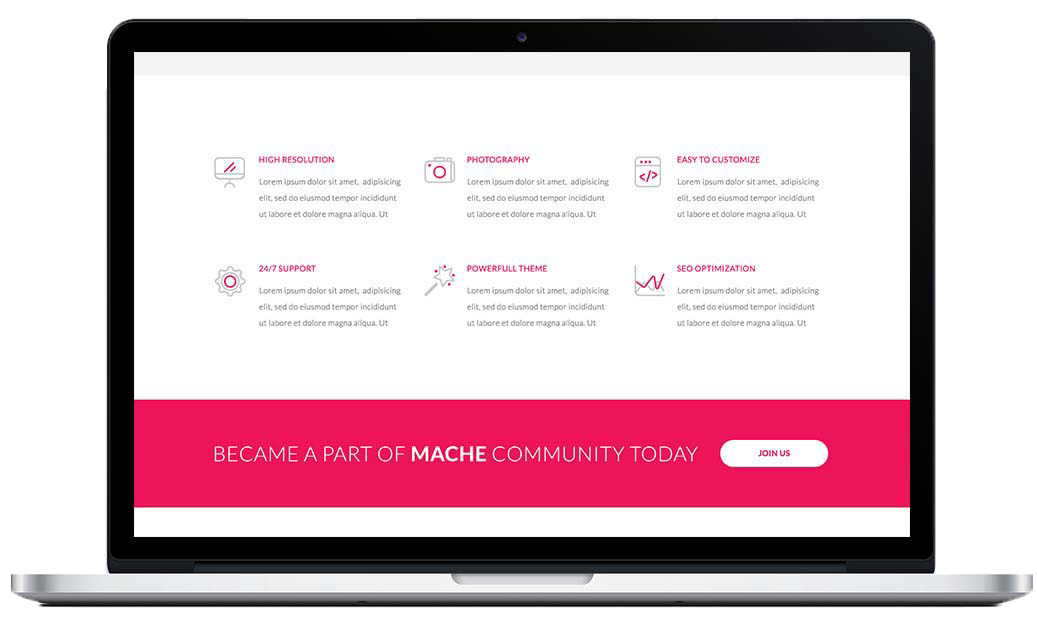 HIGH RESOLUTION
Lorem ipsum dolor sit amet, adipisicing
elit, sed do eiusmod tempor incididunt
ut labore et dolore magna aliqua. Ut
PHOTOGRAPHY
Lorem ipsum dolor sit amet, adipisicing
elit, sed do eiusmod tempor incididunt
ut labore et dolore magna aliqua. Ut
</> EASY TO CUSTOMIZE
Lorem ipsum dolor sit amet, adipisicing
elit, sed do eiusmod tempor incididunt
ut labore et dolore magna aliqua. Ut
24/7 SUPPORT
Lorem ipsum dolor sit amet, adipisicing
elit, sed do eiusmod tempor incididunt
ut labore et dolore magna aliqua. Ut
POWERFULL THEME
Lorem ipsum dolor sit amet, adipisicing
elit, sed do eiusmod tempor incididunt
ut labore et dolore magna aliqua. Ut
SEO OPTIMIZATION
Lorem ipsum dolor sit amet, adipisicing
elit, sed do eiusmod tempor incididunt
ut labore et dolore magna aliqua. Ut
BECAME A PART OF MACHE COMMUNITY TODAY
JOIN US